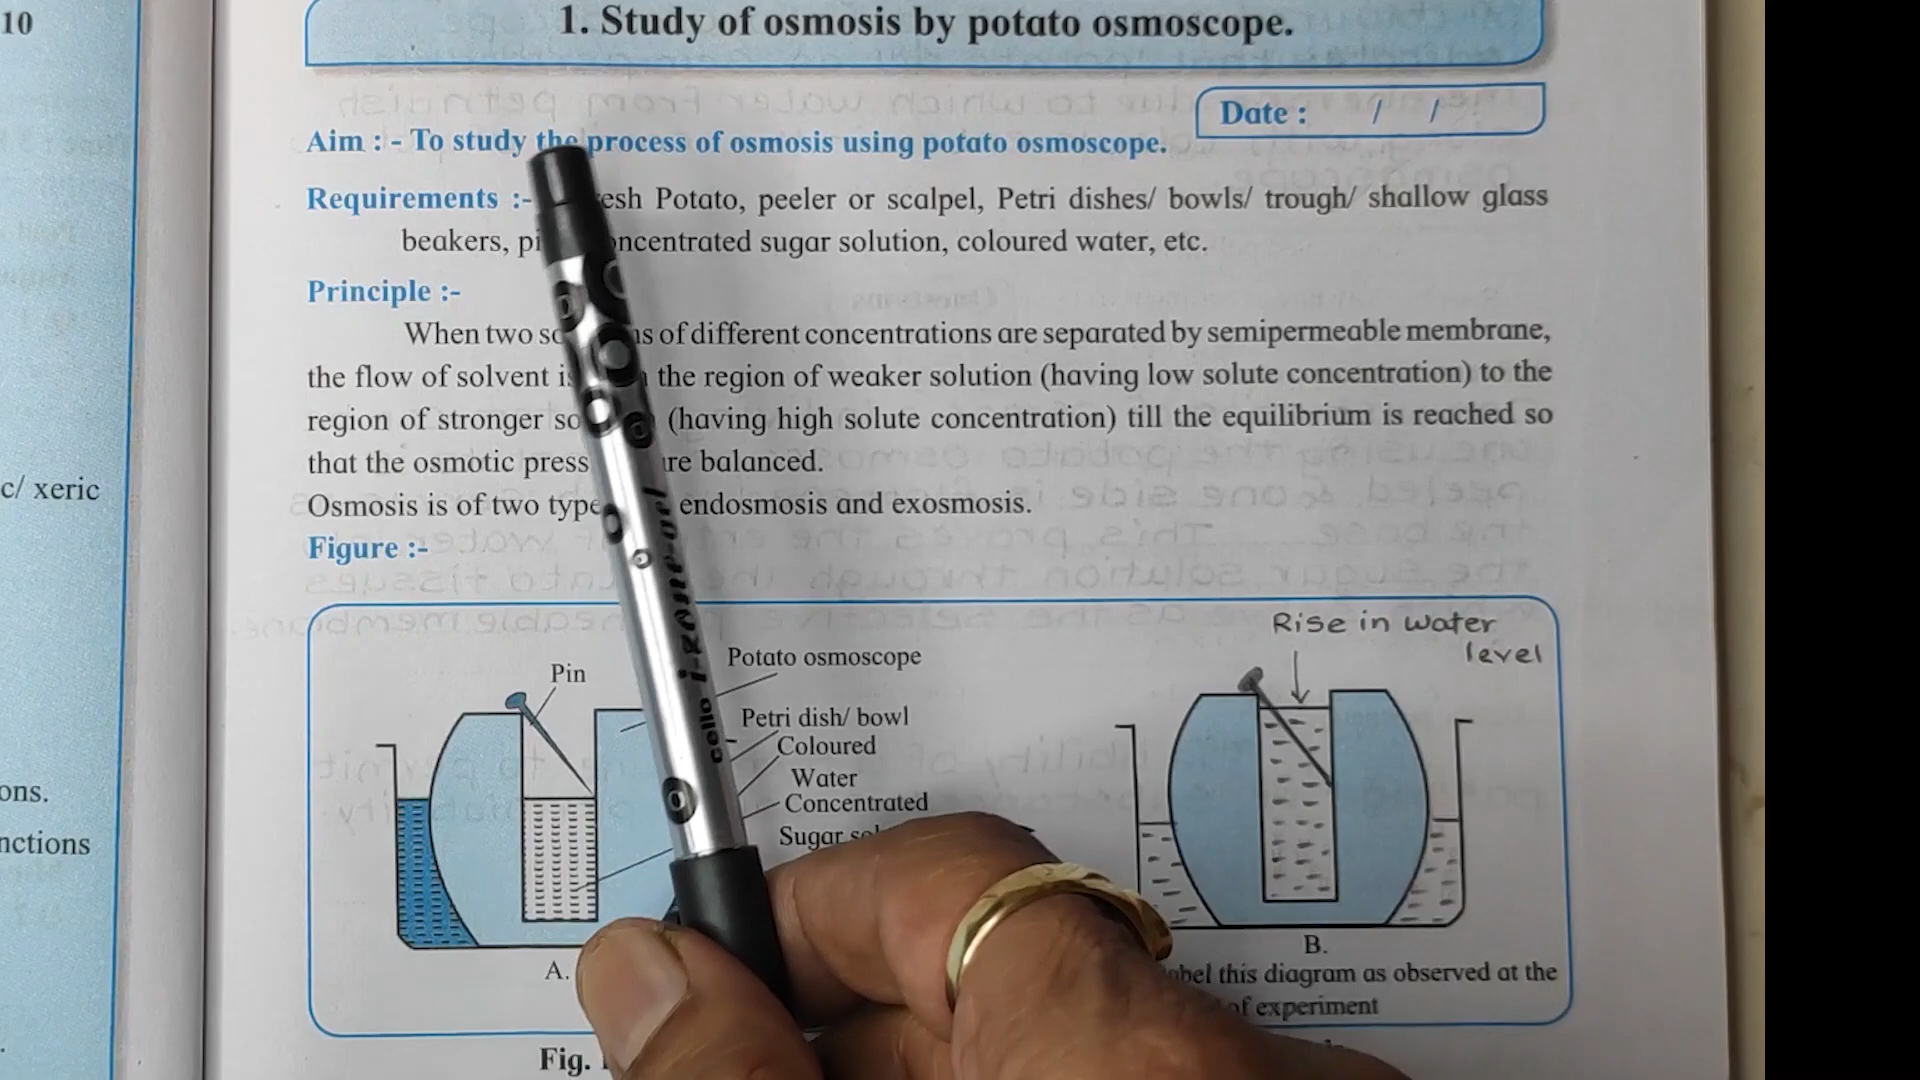 10
1. Study of osmosis by potato osmoscope.
Date : / /
Aim : - To study the process of osmosis using potato osmoscope.
Requirements :- esh Potato, peeler or scalpel, Petri dishes/ bowls/ trough/ shallow glass
beakers, pi oncentrated sugar solution, coloured water, etc.
Principle :-
When two so ns of different concentrations are separated by semipermeable membrane,
the flow of solvent is the region of weaker solution (having low solute concentration) to the
region of stronger so (having high solute concentration) till the equilibrium is reached so
that the osmotic press re balanced.
Osmosis is of two type endosmosis and exosmosis.
Figure :-
c/ xeric
ons.
nctions
Rise in water
level
Pin
Potato osmoscope
Petri dish/ bowl
Coloured
Water
Concentrated
Sugar sol
cello i-zone-gel
A.
B.
abel this diagram as observed at the
of experiment
Fig.